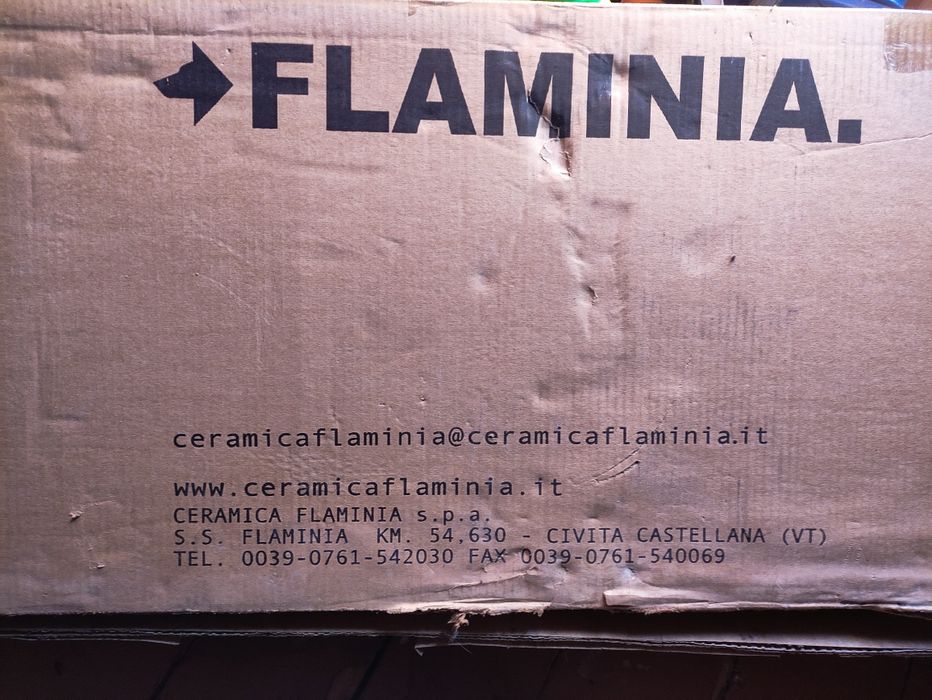 FLAMINIA.
ceramicaflaminia@ceramicaflaminia.it
www.ceramicaflaminia.it
CERAMICA FLAMINIA s.p.a.
S.S. FLAMINIA KM. 54,630 - CIVITA CASTELLANA (VT)
TEL. 0039-0761-542030 FAX 0039-0761-540069